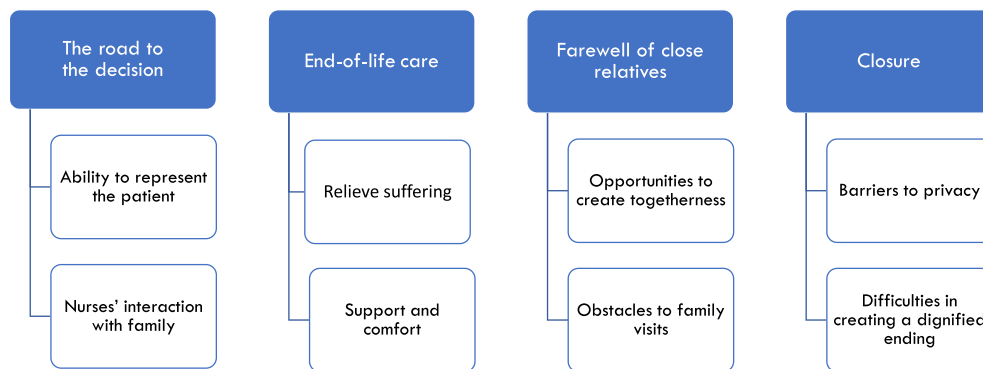 The road to
the decision
Ability to represent
the patient
Nurses' interaction
with family
End-of-life care
Relieve suffering
Support and
comfort
Farewell of close
relatives
Opportunities to
create togetherness
Obstacles to family
visits
Closure
Barriers to privacy
Difficulties in
creating a dignified
ending